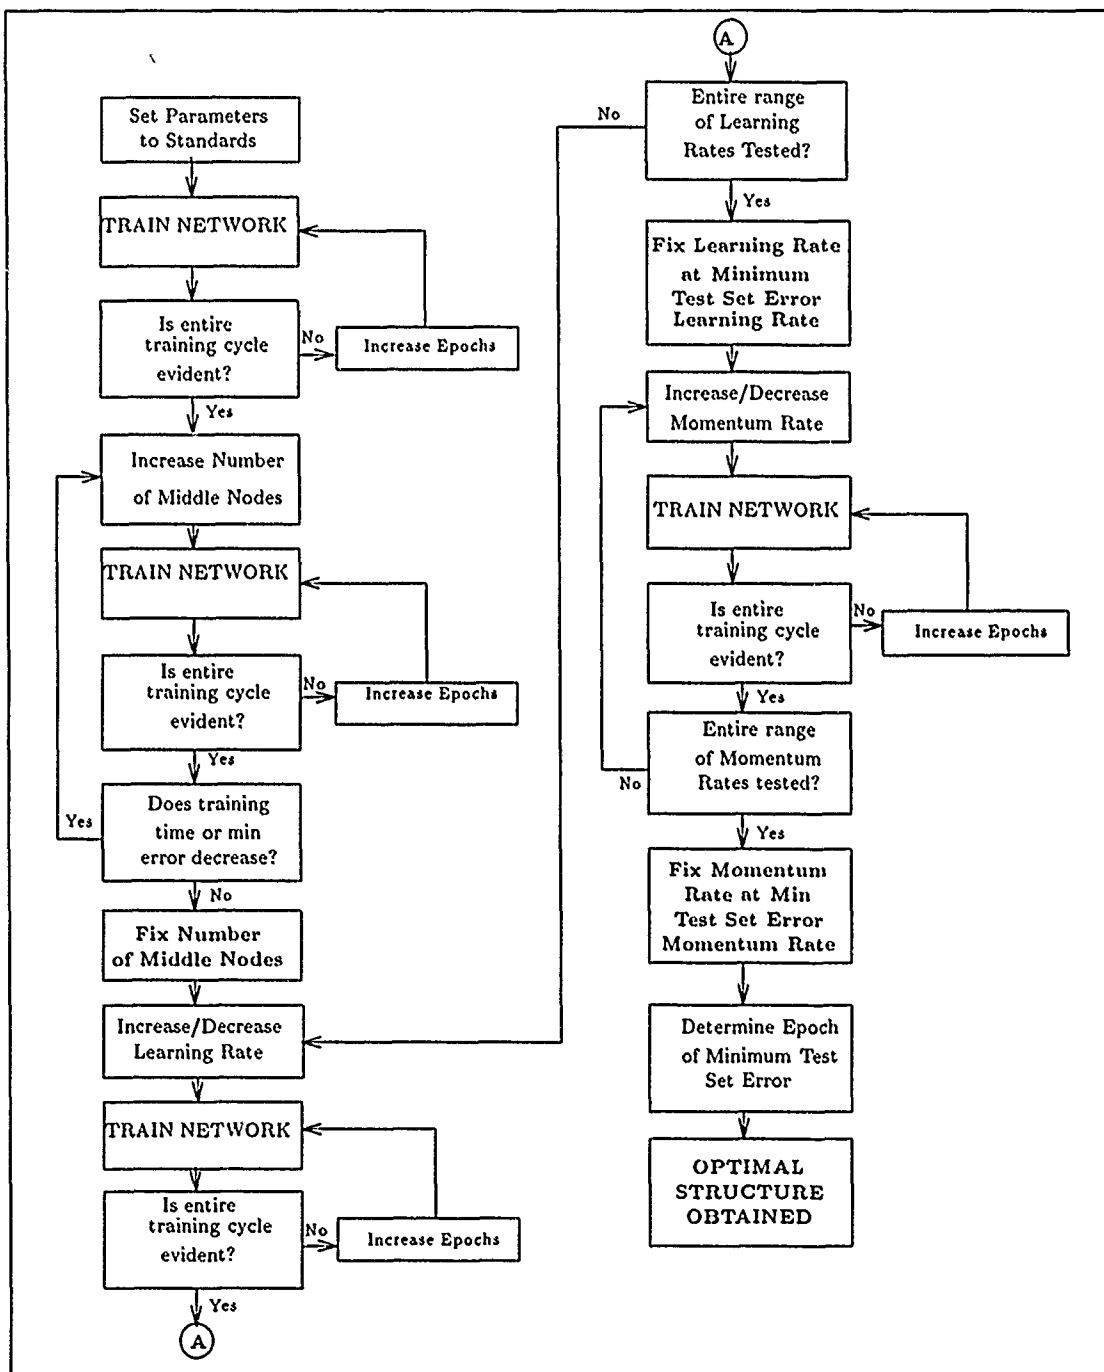 Set Parameters
to Standards
TRAIN NETWORK
Is entire
training cycle
evident?
No
Increase Epochs
Yes
Increase Number
of Middle Nodes
TRAIN NETWORK
Is entire
training cycle
evident?
No
Increase Epochs
Yes
Does training
time or min
error decrease?
Yes
No
Fix Number
of Middle Nodes
Increase/Decrease
Learning Rate
TRAIN NETWORK
Is entire
training cycle
evident?
No
Increase Epochs
Yes
A
A
Entire range
of Learning
Rates Tested?
No
Yes
Fix Learning Rate
at Minimum
Test Set Error
Learning Rate
Increase/Decrease
Momentum Rate
TRAIN NETWORK
Is entire
training cycle
evident?
No
Increase Epochs
Yes
Entire range
of Momentum
Rates tested?
No
Yes
Fix Momentum
Rate at Min
Test Set Error
Momentum Rate
Determine Epoch
of Minimum Test
Set Error
OPTIMAL
STRUCTURE
OBTAINED